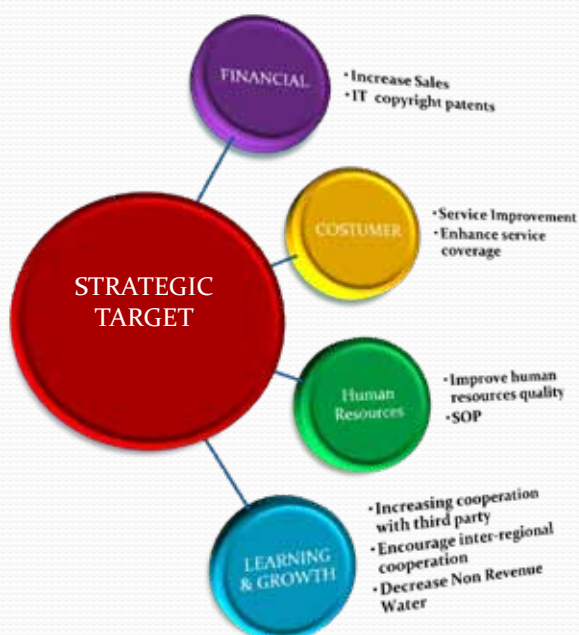 FINANCIAL
• Increase Sales
• IT copyright patents
COSTUMER
• Service Improvement
• Enhance service
coverage
STRATEGIC
TARGET
Human
Resources
• Improve human
resources quality
• SOP
LEARNING
& GROWTH
• Increasing cooperation
with third party
• Encourage inter-regional
cooperation
• Decrease Non Revenue
Water